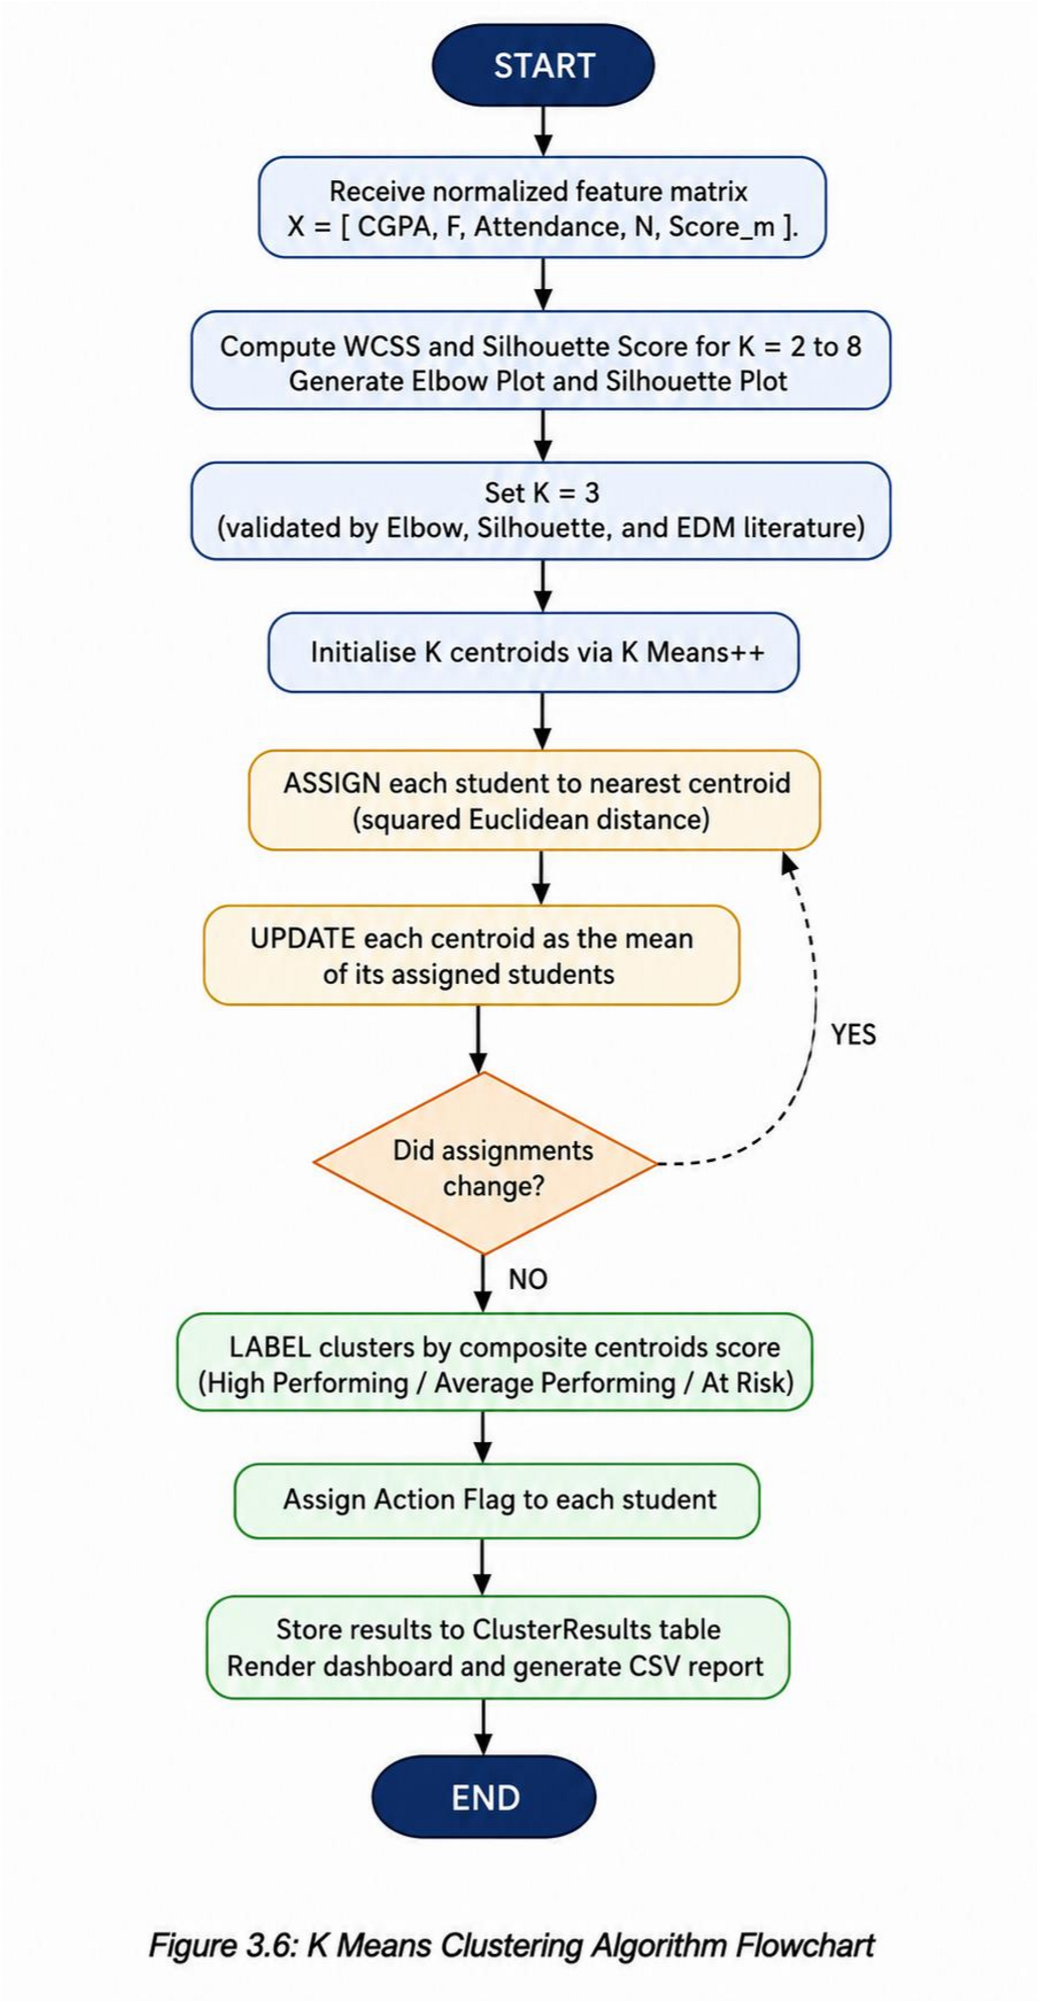 START
Receive normalized feature matrix
X = [ CGPA, F, Attendance, N, Score_m ].
Compute WCSS and Silhouette Score for K = 2 to 8
Generate Elbow Plot and Silhouette Plot
Set K = 3
(validated by Elbow, Silhouette, and EDM literature)
Initialise K centroids via K Means++
ASSIGN each student to nearest centroid
(squared Euclidean distance)
UPDATE each centroid as the mean
of its assigned students
YES
Did assignments
change?
NO
LABEL clusters by composite centroids score
(High Performing / Average Performing / At Risk)
Assign Action Flag to each student
Store results to ClusterResults table
Render dashboard and generate CSV report
END
Figure 3.6: K Means Clustering Algorithm Flowchart